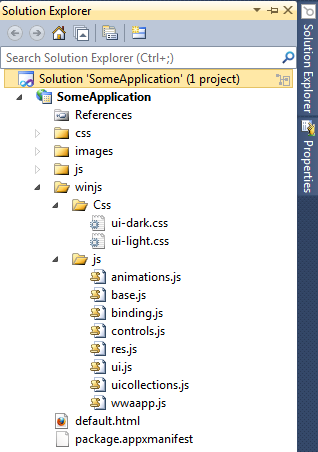 Solution Explorer
Search Solution Explorer (Ctrl+;)
Solution 'SomeApplication' (1 project)
SomeApplication
References
css
images
js
winjs
Css
ui-dark.css
ui-light.css
js
animations.js
base.js
binding.js
controls.js
res.js
ui.js
uicollections.js
wwaapp.js
default.html
package.appxmanifest
Solution Explorer
Properties